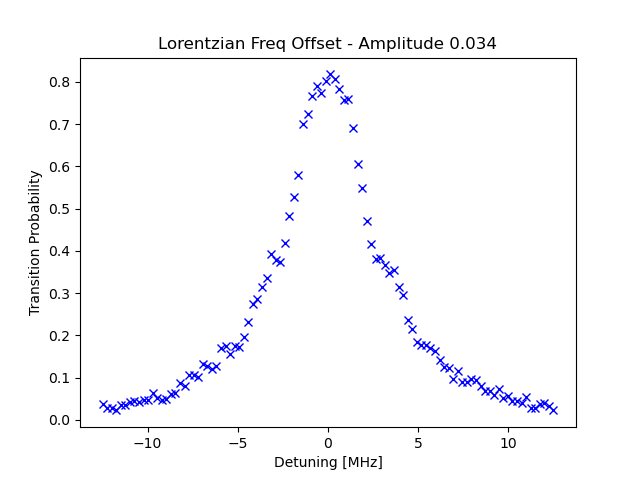 Lorentzian Freq Offset - Amplitude 0.034
Transition Probability
0.8
0.7
0.6
0.5
0.4
0.3
0.2
0.1
0.0
−10 −5 0 5 10
Detuning [MHz]